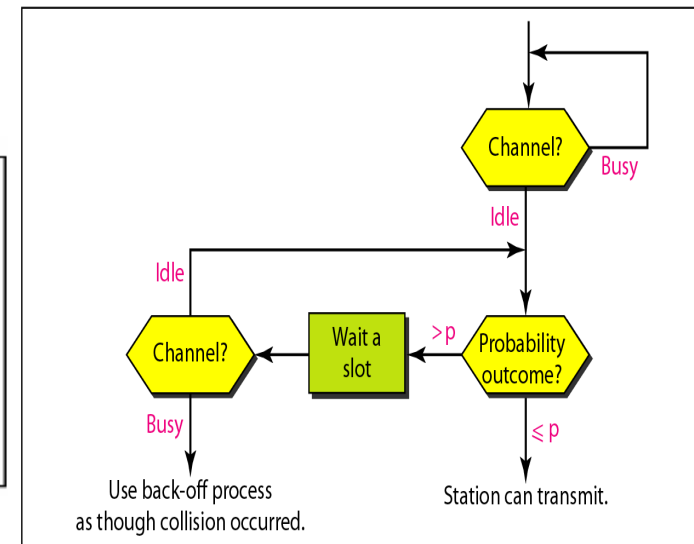 Channel?
Busy
Idle
Idle
Channel?
Wait a
slot
>p
Probability
outcome?
Busy
≤ p
Use back-off process
as though collision occurred.
Station can transmit.